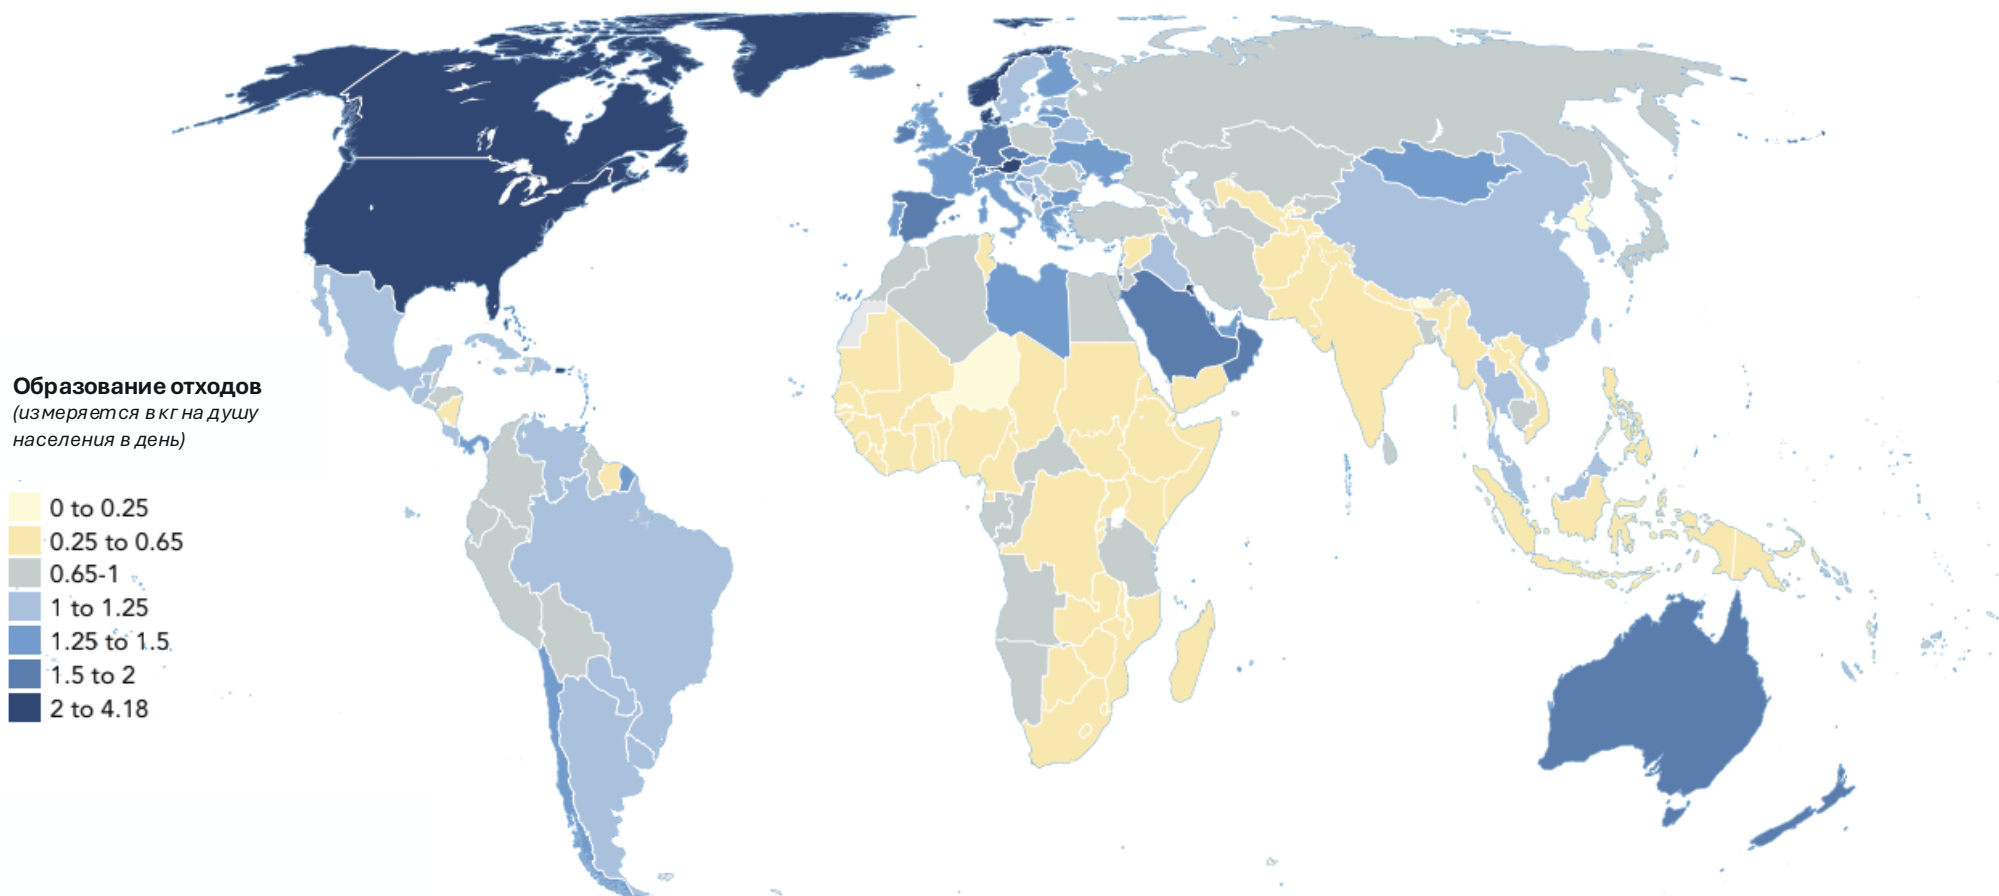 Образование отходов
(измеряется в кг на душу
населения в день)
0 to 0.25
0.25 to 0.65
0.65-1
1 to 1.25
1.25 to 1.5
1.5 to 2
2 to 4.18